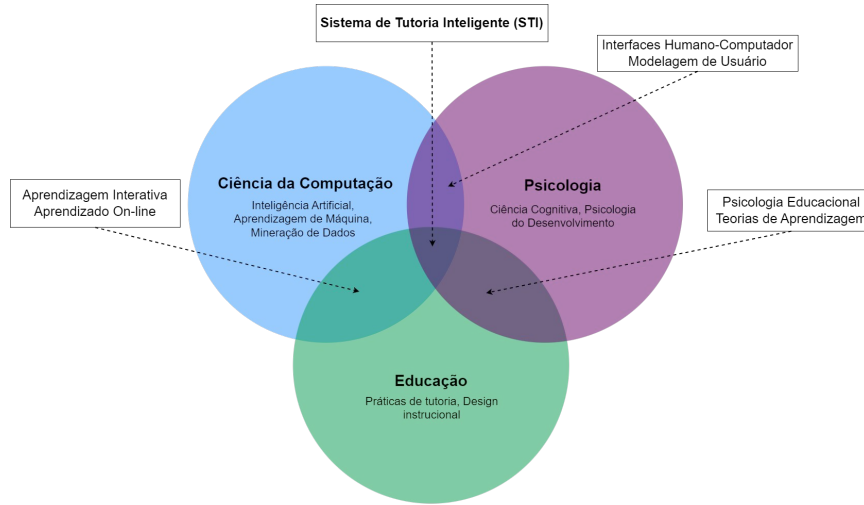 Sistema de Tutoria Inteligente (STI)
Interfaces Humano-Computador
Modelagem de Usuário
Ciência da Computação
Inteligência Artificial,
Aprendizagem de Máquina,
Mineração de Dados
Psicologia
Ciência Cognitiva, Psicologia
do Desenvolvimento
Aprendizagem Interativa
Aprendizado On-line
Psicologia Educacional
Teorias de Aprendizagem
Educação
Práticas de tutoria, Design
instrucional